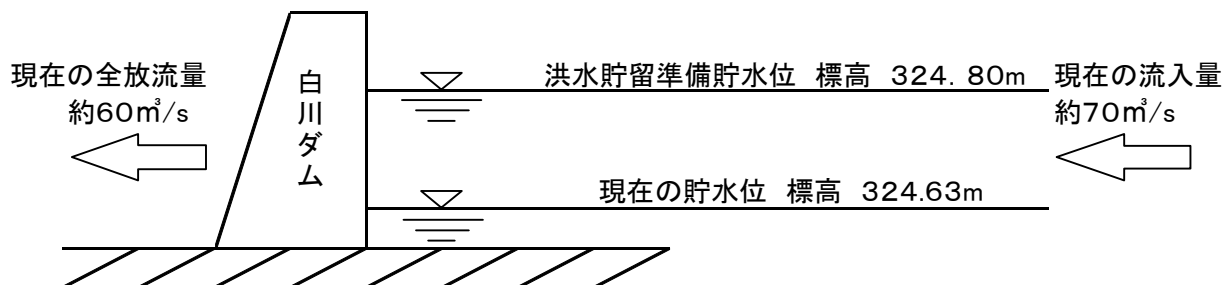 現在の全放流量
約60㎥/s
白川ダム
洪水貯留準備貯水位 標高 324.80m
現在の流入量
約70㎥/s
現在の貯水位 標高 324.63m